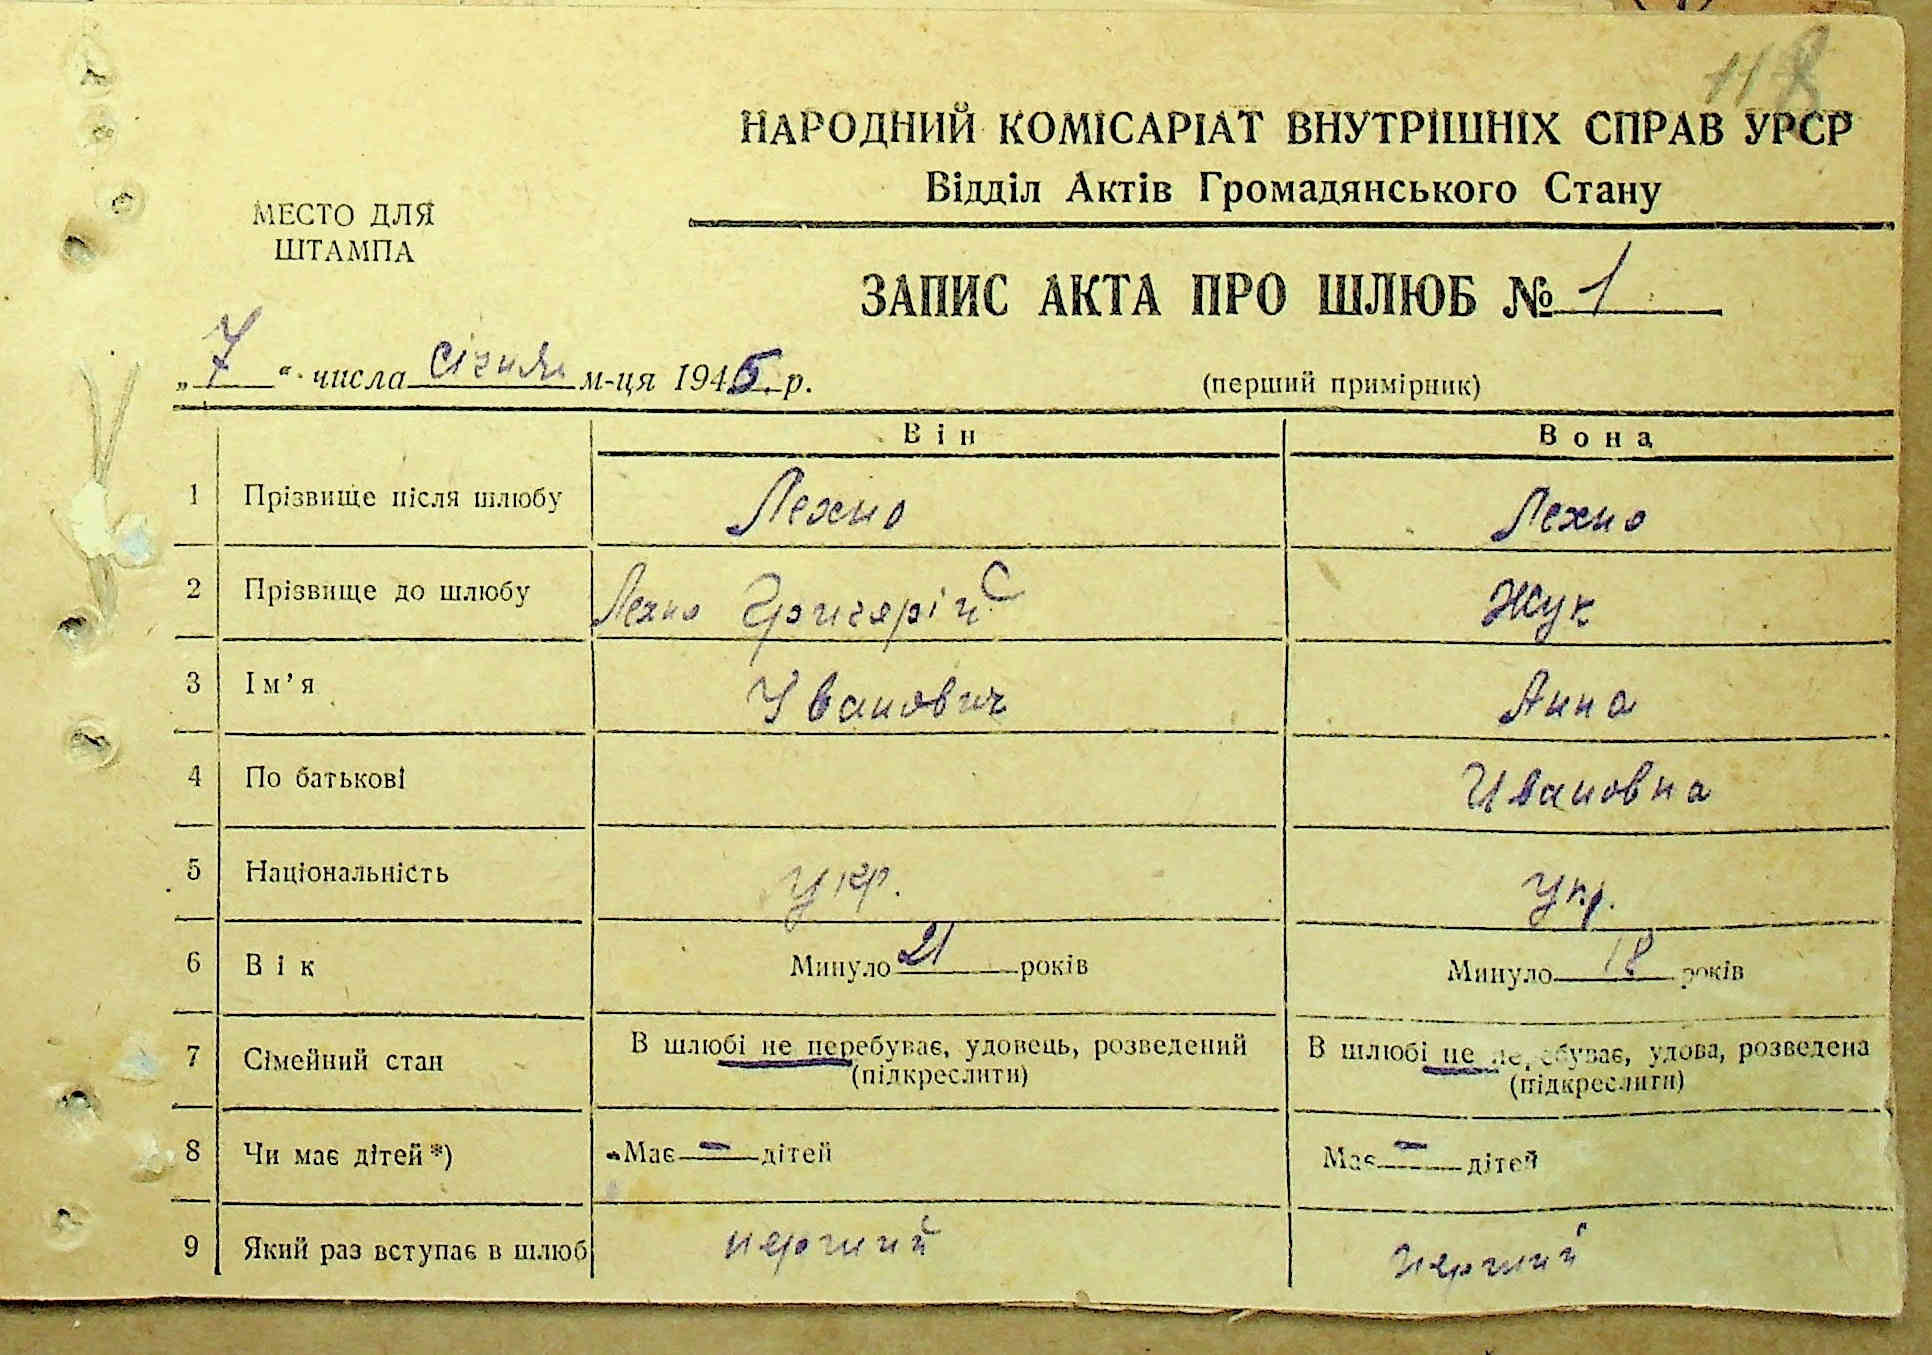 118
НАРОДНИЙ КОМІСАРІАТ ВНУТРІШНІХ СПРАВ УРСР
Відділ Актів Громадянського Стану
МЕСТО ДЛЯ
ШТАМПА
ЗАПИС АКТА ПРО ШЛЮБ № 1
„7“ числа січня м-ця 1945 р.
(перший примірник)
Він Вона
1 Прізвище після шлюбу Лехно Лехно
2 Прізвище до шлюбу Лехно Григорій Жук
3 Ім’я Іванович Анна
4 По батькові Ивановна
5 Національність укр. укр.
6 Вік Минуло 21 років Минуло 18 років
7 Сімейний стан В шлюбі не перебуває, удовець, розведений В шлюбі не перебуває, удова, розведена
(підкреслити) (підкреслити)
8 Чи має дітей *) Має – дітей Має – дітей
9 Який раз вступає в шлюб перший перший